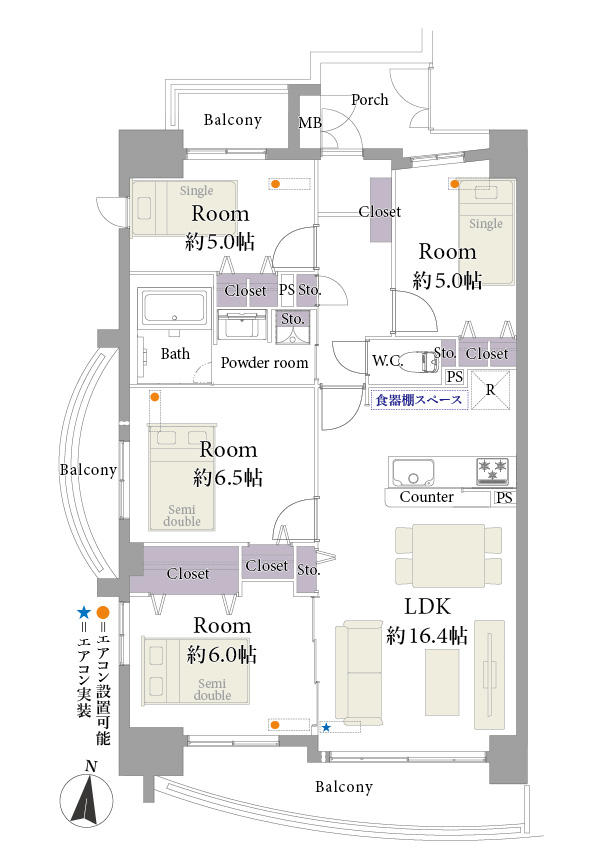 Porch
Balcony
MB
Single
Room
約5.0帖
Closet
Single
Room
約5.0帖
Closet
PS
Sto.
Sto.
Bath
Powder room
W.C.
Sto.
Closet
PS
R
食器棚スペース
Balcony
Room
約6.5帖
Semi
double
Counter
PS
Closet
Closet
Sto.
LDK
約16.4帖
Room
約6.0帖
Semi
double
●=エアコン設置可能
★=エアコン実装
N
Balcony